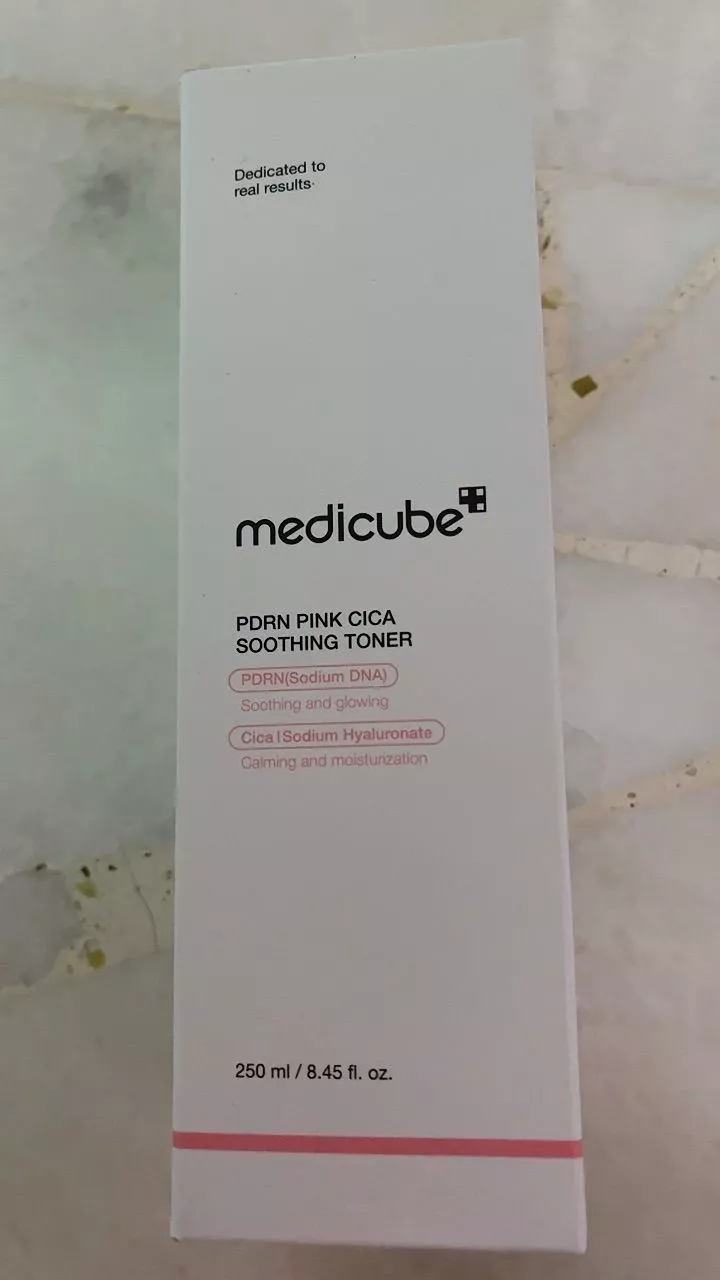 Dedicated to
real results.
medicube
PDRN PINK CICA
SOOTHING TONER
PDRN(Sodium DNA)
Soothing and glowing
Cica | Sodium Hyaluronate
Calming and moisturization
250 ml / 8.45 fl. oz.